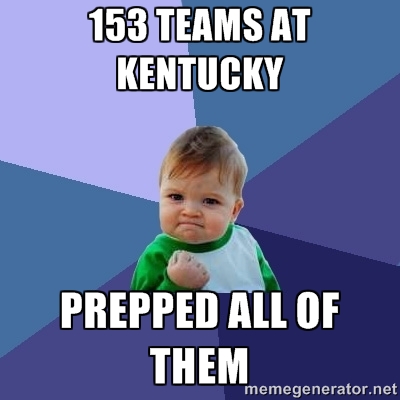 153 TEAMS AT
KENTUCKY
PREPPED ALL OF
THEM
memegenerator.net